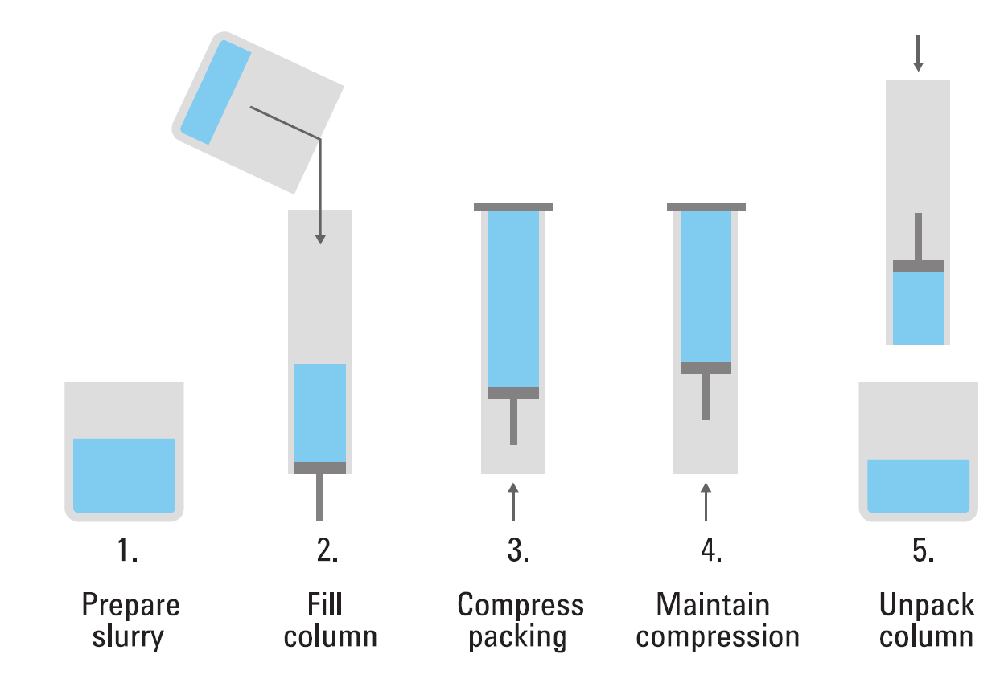 1.
Prepare
slurry
2.
Fill
column
3.
Compress
packing
4.
Maintain
compression
5.
Unpack
column